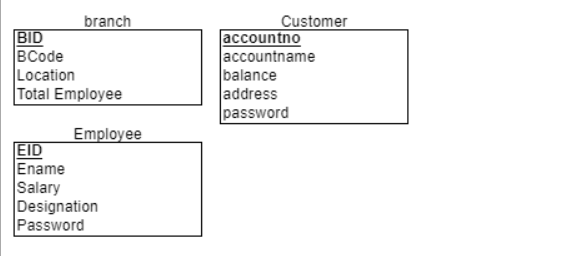 branch
BID
BCode
Location
Total Employee
Customer
accountno
accountname
balance
address
password
Employee
EID
Ename
Salary
Designation
Password